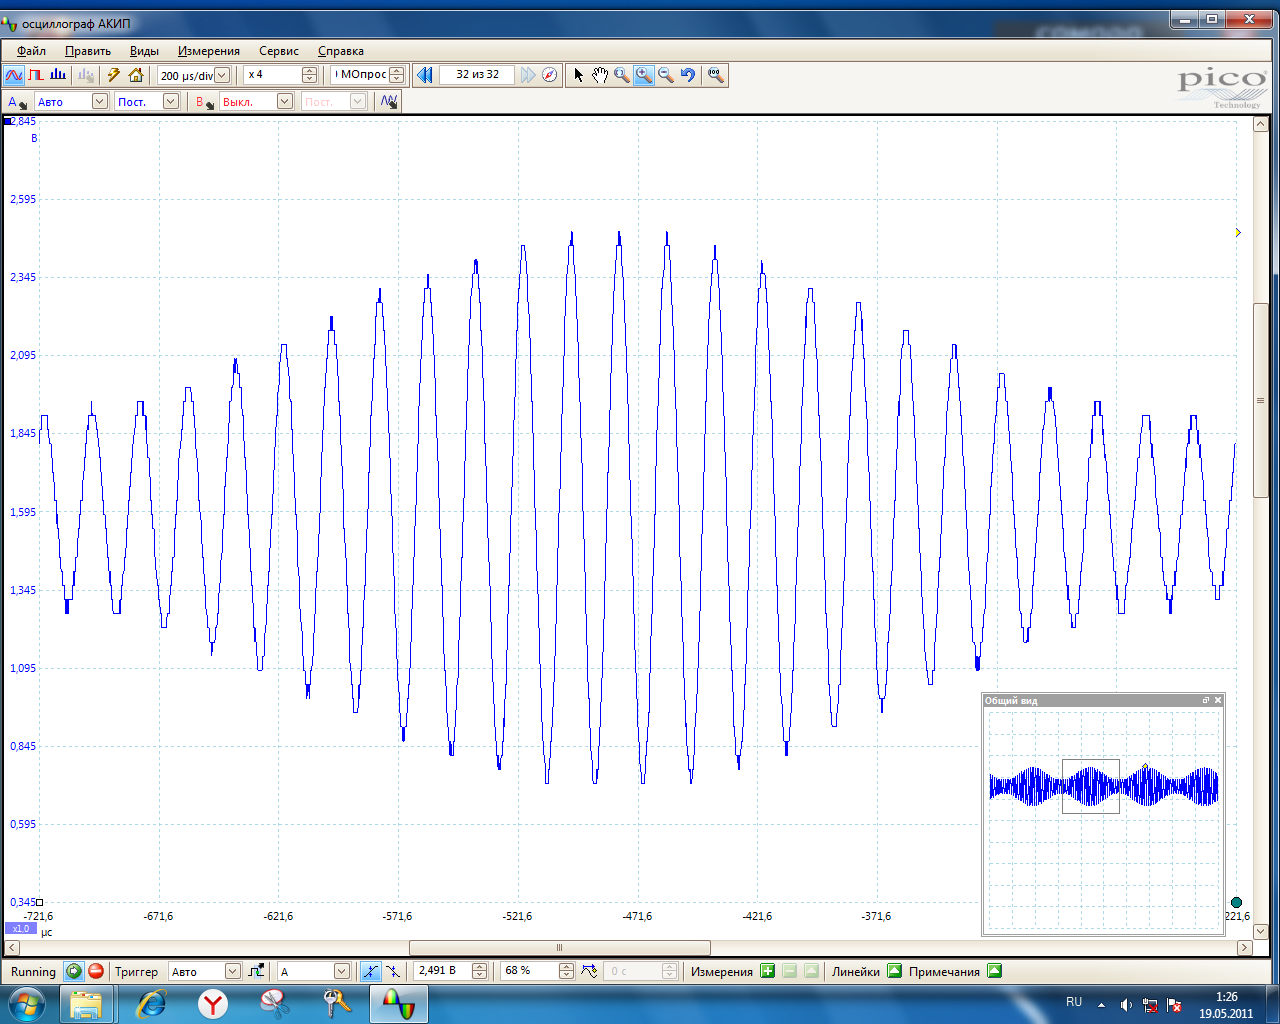 осциллограф АКИП
Файл Править Виды Измерения Сервис Справка
200 µs/div x 4 МОпрос 32 из 32
pico
Technology
A Авто Пост. B Выкл. Пост.
2,845
В
2,595
2,345
2,095
1,845
1,595
1,345
1,095
0,845
0,595
0,345
-721,6 -671,6 -621,6 -571,6 -521,6 -471,6 -421,6 -371,6 221,6
x1,0 µс
Общий вид
Running Триггер Авто A 2,491 В 68 % 0 с Измерения Линейки Примечания
RU 1:26
19.05.2011